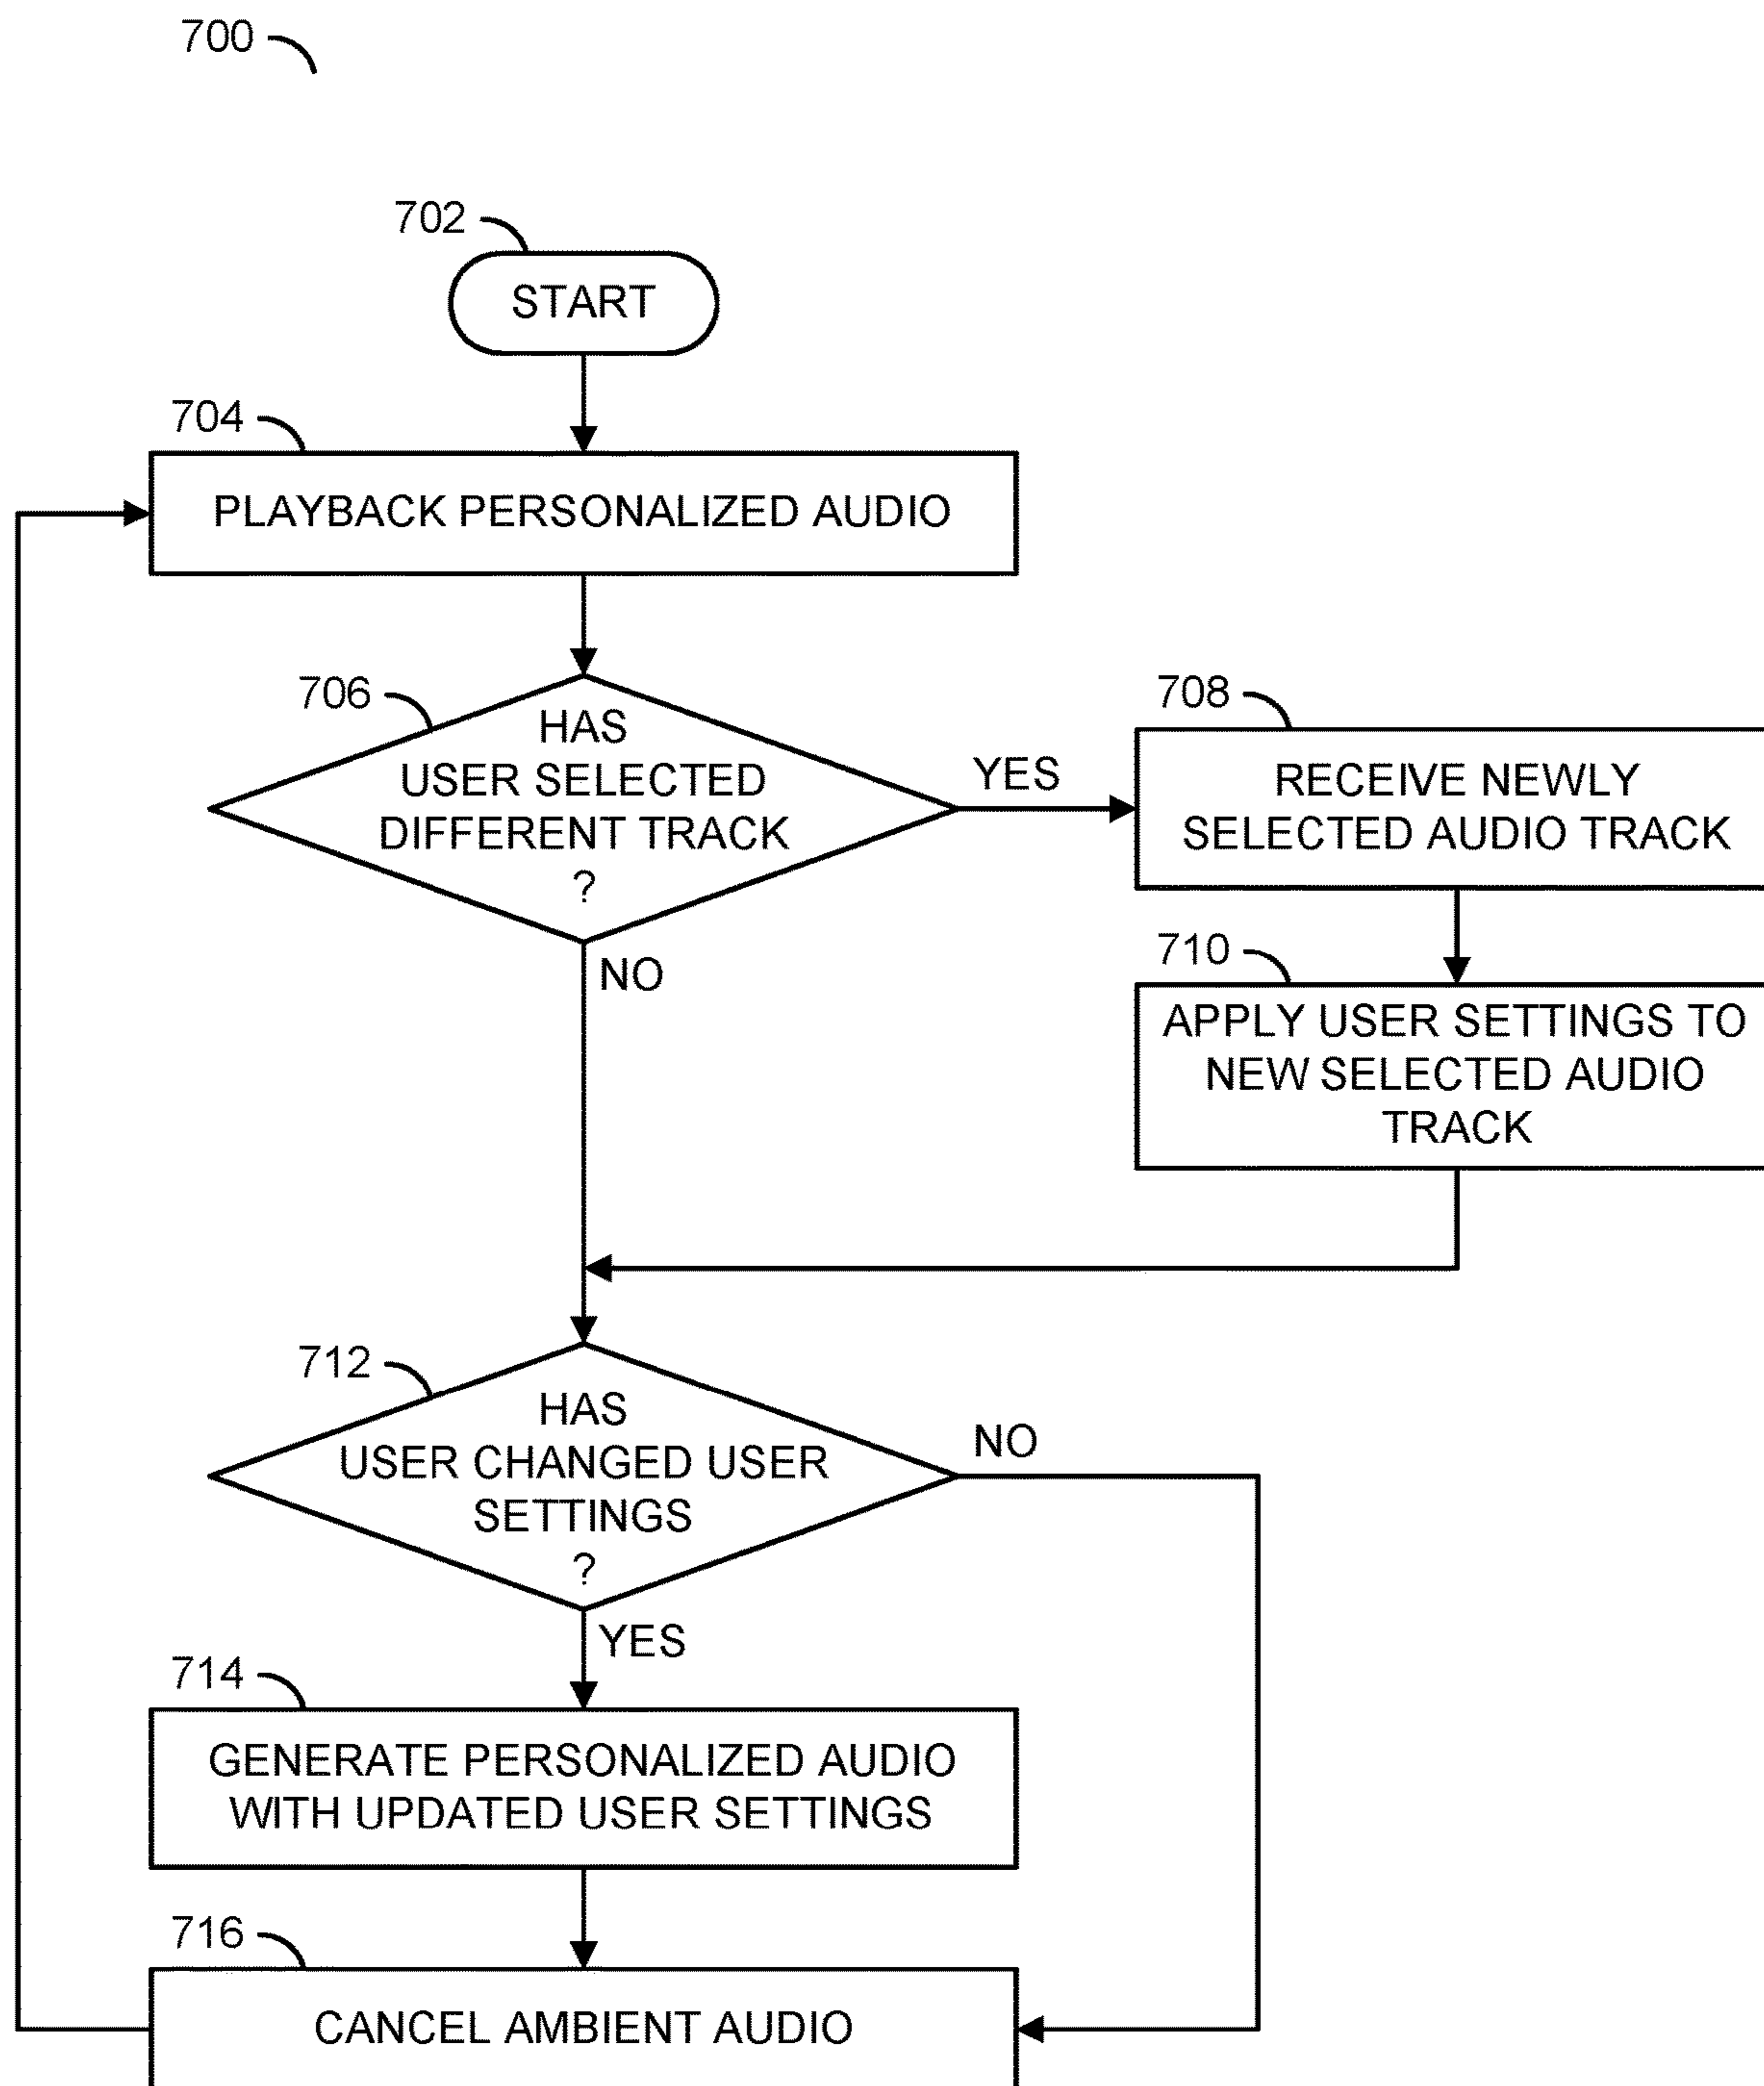 700
702
START
704
PLAYBACK PERSONALIZED AUDIO
706
HAS
USER SELECTED
DIFFERENT TRACK
?
YES
708
RECEIVE NEWLY
SELECTED AUDIO TRACK
NO
710
APPLY USER SETTINGS TO
NEW SELECTED AUDIO
TRACK
712
HAS
USER CHANGED USER
SETTINGS
?
NO
YES
714
GENERATE PERSONALIZED AUDIO
WITH UPDATED USER SETTINGS
716
CANCEL AMBIENT AUDIO